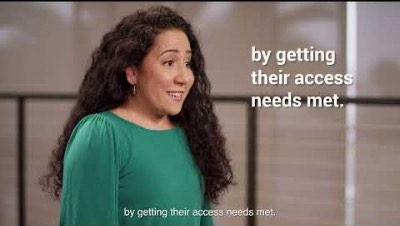 by getting
their access
needs met.
by getting their access needs met.